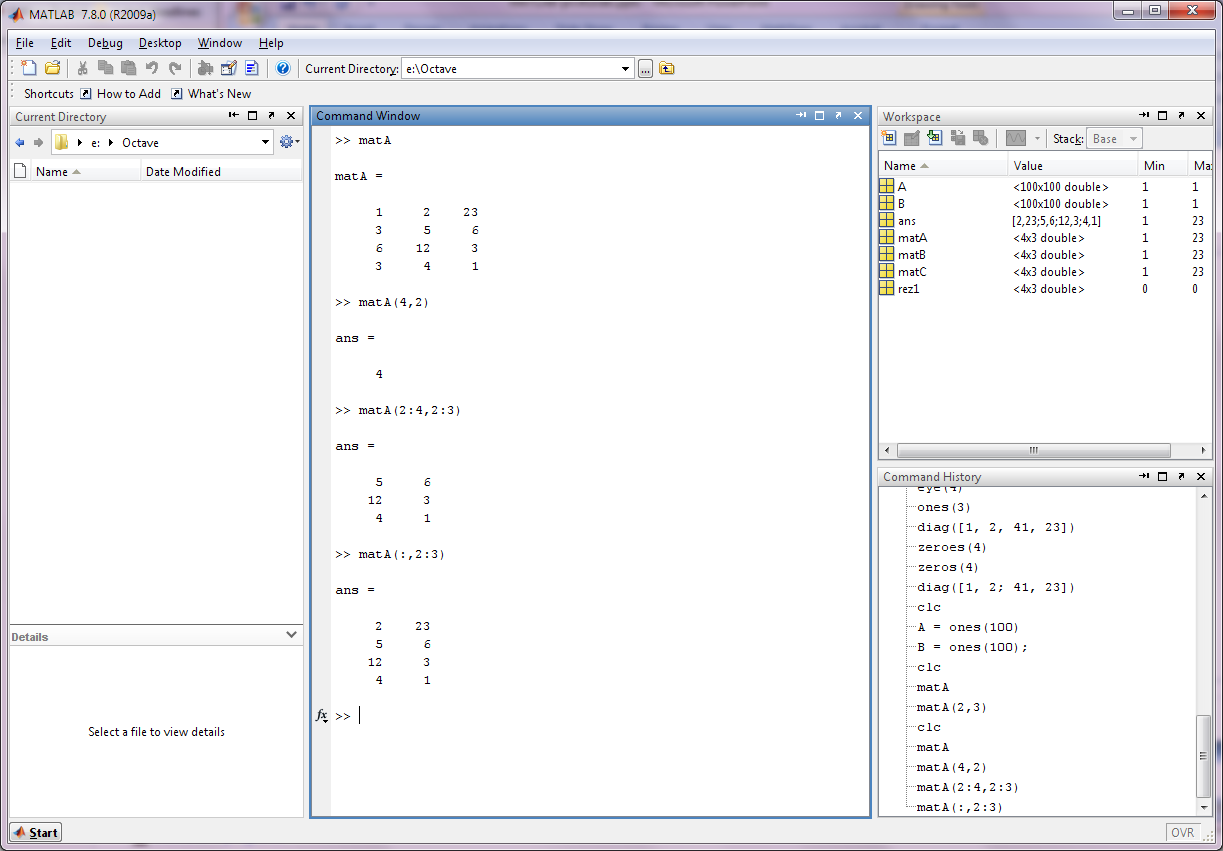 MATLAB 7.8.0 (R2009a)
File Edit Debug Desktop Window Help
Current Directory: e:\Octave ...
Shortcuts How to Add What's New
Current Directory
e: Octave
Name Date Modified
Details
Select a file to view details
Command Window
>> matA
matA =
1 2 23
3 5 6
6 12 3
3 4 1
>> matA(4,2)
ans =
4
>> matA(2:4,2:3)
ans =
5 6
12 3
4 1
>> matA(:,2:3)
ans =
2 23
5 6
12 3
4 1
fx >>
Workspace
Stack: Base
Name Value Min Max
A <100x100 double> 1 1
B <100x100 double> 1 1
ans [2,23;5,6;12,3;4,1] 1 23
matA <4x3 double> 1 23
matB <4x3 double> 1 23
matC <4x3 double> 1 23
rez1 <4x3 double> 0 0
Command History
eye(4)
ones(3)
diag([1, 2, 41, 23])
zeroes(4)
zeros(4)
diag([1, 2; 41, 23])
clc
A = ones(100)
B = ones(100);
clc
matA
matA(2,3)
clc
matA
matA(4,2)
matA(2:4,2:3)
matA(:,2:3)
Start
OVR